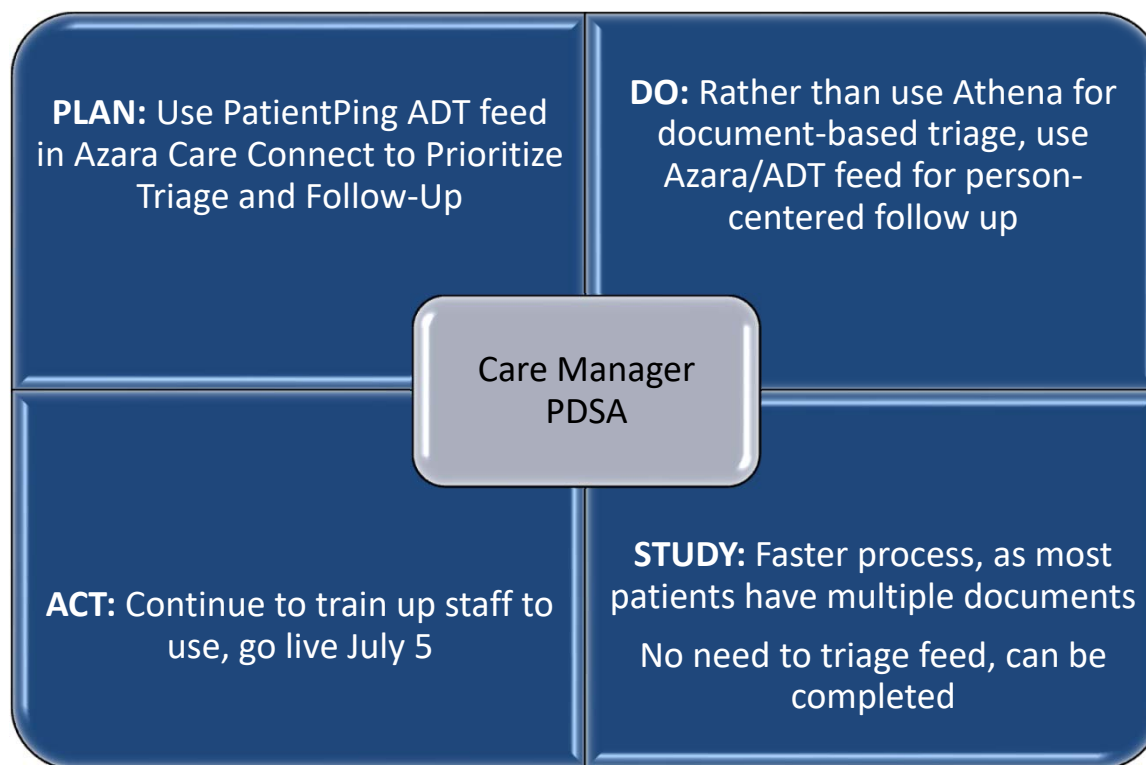 PLAN: Use PatientPing ADT feed
in Azara Care Connect to Prioritize
Triage and Follow-Up
DO: Rather than use Athena for
document-based triage, use
Azara/ADT feed for person-
centered follow up
Care Manager
PDSA
ACT: Continue to train up staff to
use, go live July 5
STUDY: Faster process, as most
patients have multiple documents
No need to triage feed, can be
completed